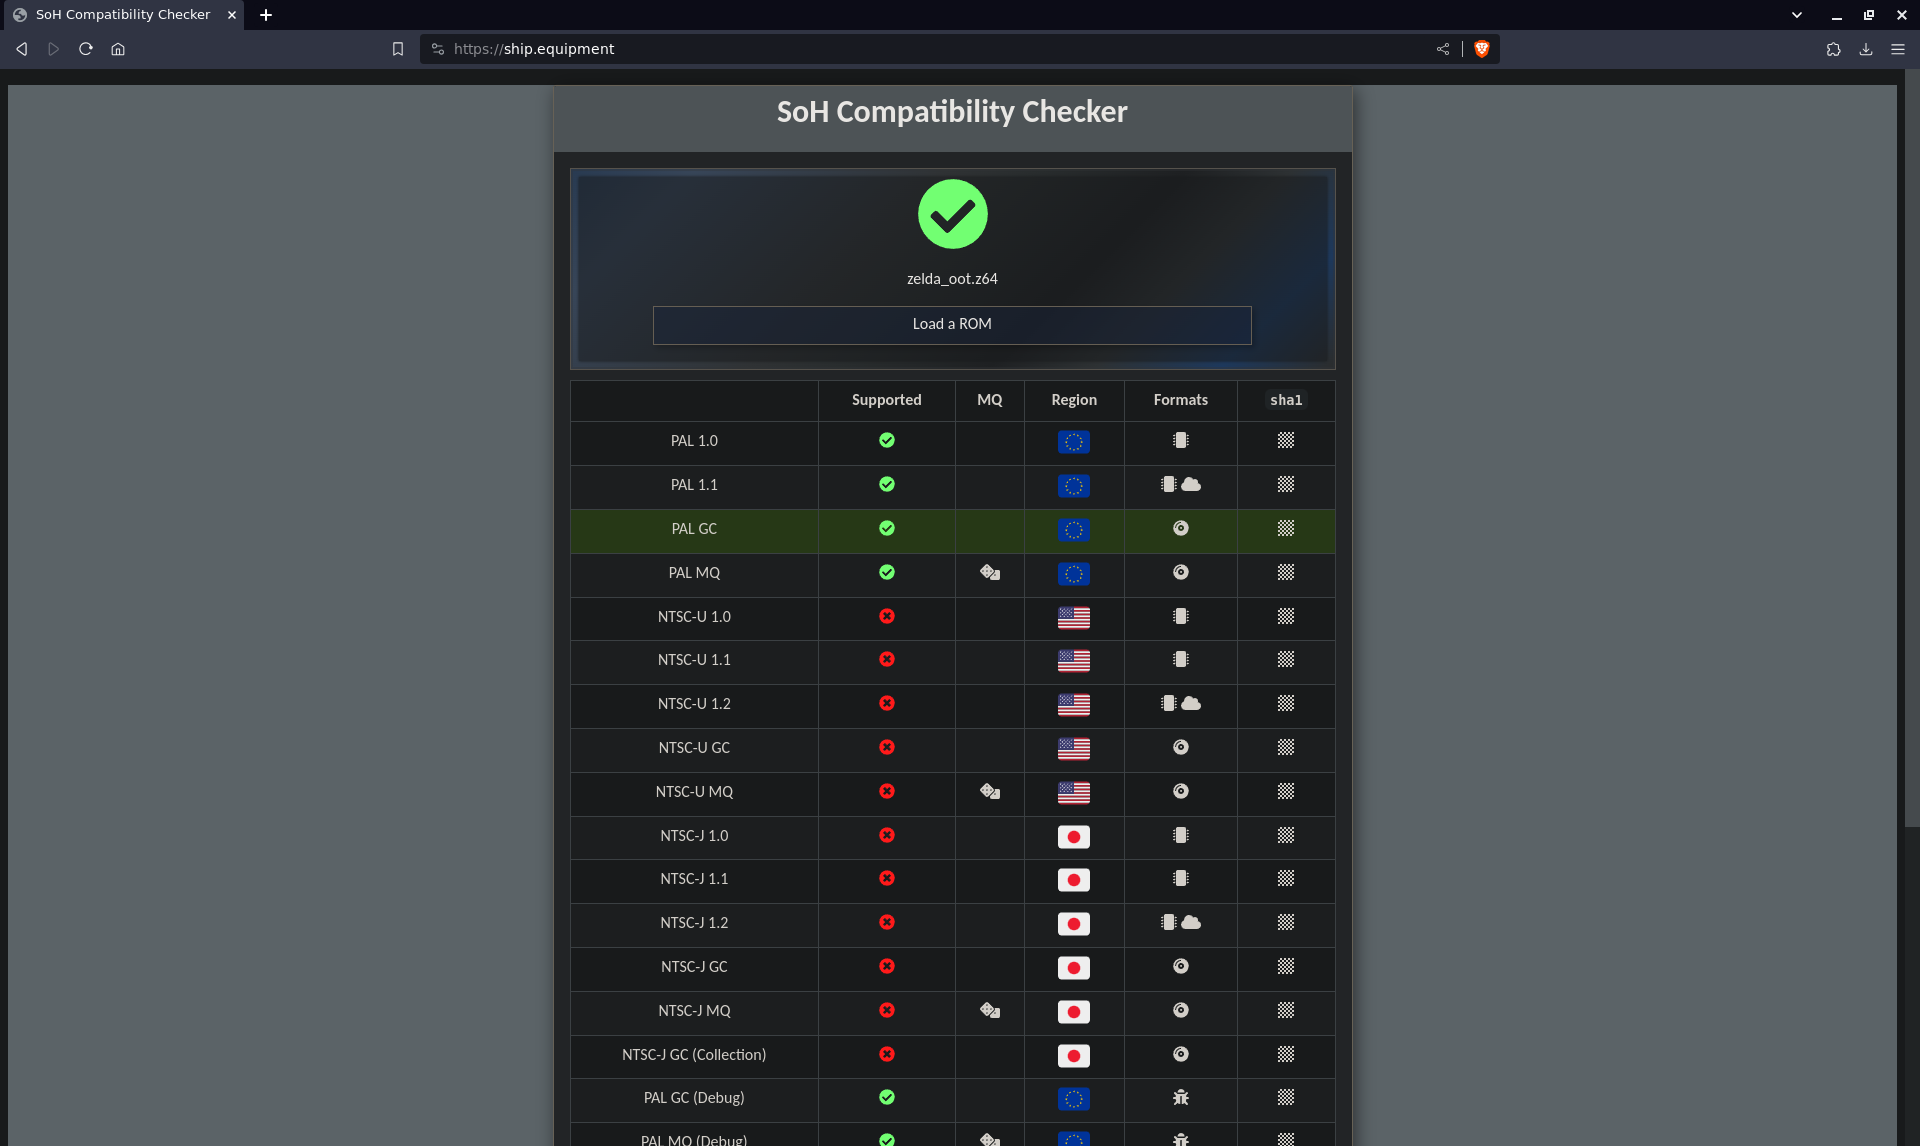 SoH Compatibility Checker
https://ship.equipment
SoH Compatibility Checker
zelda_oot.z64
Load a ROM
Supported MQ Region Formats sha1
PAL 1.0
PAL 1.1
PAL GC
PAL MQ
NTSC-U 1.0
NTSC-U 1.1
NTSC-U 1.2
NTSC-U GC
NTSC-U MQ
NTSC-J 1.0
NTSC-J 1.1
NTSC-J 1.2
NTSC-J GC
NTSC-J MQ
NTSC-J GC (Collection)
PAL GC (Debug)
PAL MQ (Debug)